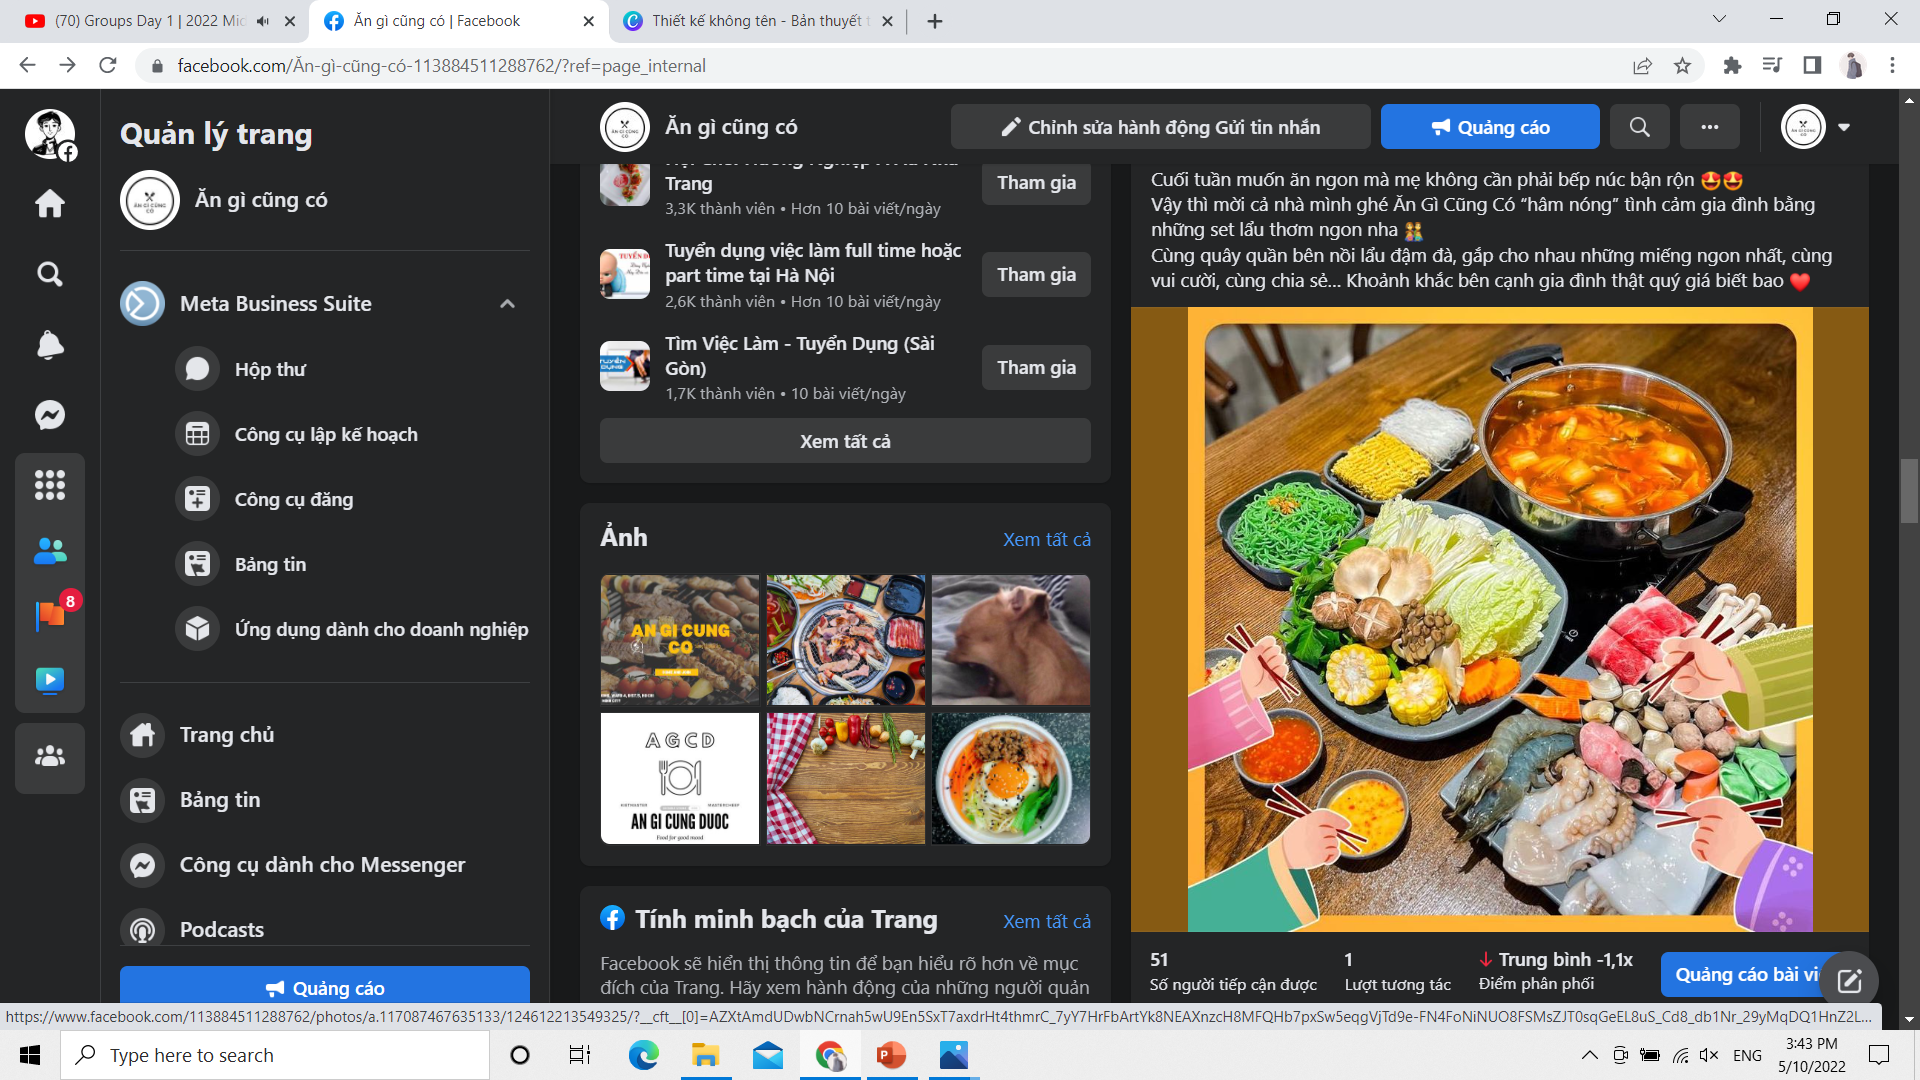 (70) Groups Day 1 | 2022 Mic
Ăn gì cũng có | Facebook
Thiết kế không tên - Bản thuyết t
facebook.com/Ăn-gì-cũng-có-113884511288762/?ref=page_internal
Quản lý trang
Ăn gì cũng có
Meta Business Suite
Hộp thư
Công cụ lập kế hoạch
Công cụ đăng
Bảng tin
Ứng dụng dành cho doanh nghiệp
8
Trang chủ
Bảng tin
Công cụ dành cho Messenger
Podcasts
Quảng cáo
Ăn gì cũng có
Chỉnh sửa hành động Gửi tin nhắn
Quảng cáo
Trang
3,3K thành viên • Hơn 10 bài viết/ngày
Tham gia
Tuyển dụng việc làm full time hoặc
part time tại Hà Nội
2,6K thành viên • Hơn 10 bài viết/ngày
Tham gia
Tìm Việc Làm - Tuyển Dụng (Sài
Gòn)
1,7K thành viên • 10 bài viết/ngày
Tham gia
Xem tất cả
Ảnh
Xem tất cả
AN GI CUNG
CO
AGCD
AN GI CUNG DUOC
Food for good mood
Tính minh bạch của Trang
Xem tất cả
Facebook sẽ hiển thị thông tin để bạn hiểu rõ hơn về mục
đích của Trang. Hãy xem hành động của những người quản
Cuối tuần muốn ăn ngon mà mẹ không cần phải bếp núc bận rộn 🤩🤩
Vậy thì mời cả nhà mình ghé Ăn Gì Cũng Có “hâm nóng” tình cảm gia đình bằng
những set lẩu thơm ngon nha 👭
Cùng quây quần bên nồi lẩu đậm đà, gắp cho nhau những miếng ngon nhất, cùng
vui cười, cùng chia sẻ... Khoảnh khắc bên cạnh gia đình thật quý giá biết bao ❤️
51
Số người tiếp cận được
1
Lượt tương tác
Trung bình -1,1x
Điểm phân phối
Quảng cáo bài vi
https://www.facebook.com/113884511288762/photos/a.117087467635133/124612213549325/?__cft__[0]=AZXtAmdUDwbNCrnah5wU9En5SxT7axdrHt4thmrC_7yY7HrFbArtYk8NEAXnzcH8MFQHb7pxSw5eqgVjTd9e-FN4FoNiNUO8FSMsZJT0sqGeEL8uS_Cd8_db1Nr_29yMqDQ1HnZ2L...
Type here to search
ENG
3:43 PM
5/10/2022